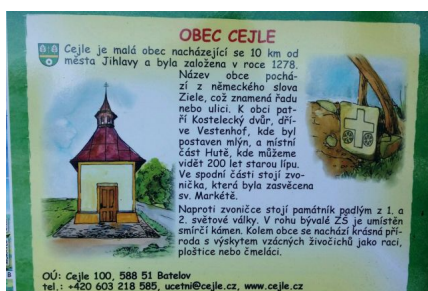 OBEC CEJLE
Cejle je malá obec nacházející se 10 km od
města Jihlavy a byla založena v roce 1278.
Název obce pochá-
zí z německého slova
Ziele, což znamená řadu
nebo ulici. K obci pat-
ří Kostelecký dvůr, dří-
ve Vestenhof, kde byl
postaven mlýn, a místní
část Hutě, kde můžeme
vidět 200 let starou lípu.
Ve spodní části stojí zvo-
nička, která byla zasvěcena
sv. Markétě.
Naproti zvoničce stojí památník padlým z 1. a
2. světové války. V rohu bývalé ZŠ je umístěn
smírčí kámen. Kolem obce se nachází krásná pří-
roda s výskytem vzácných živočichů jako raci,
ploštice nebo čmeláci.
OÚ: Cejle 100, 588 51 Batelov
tel.: +420 603 218 585, ucetni@cejle.cz, www.cejle.cz